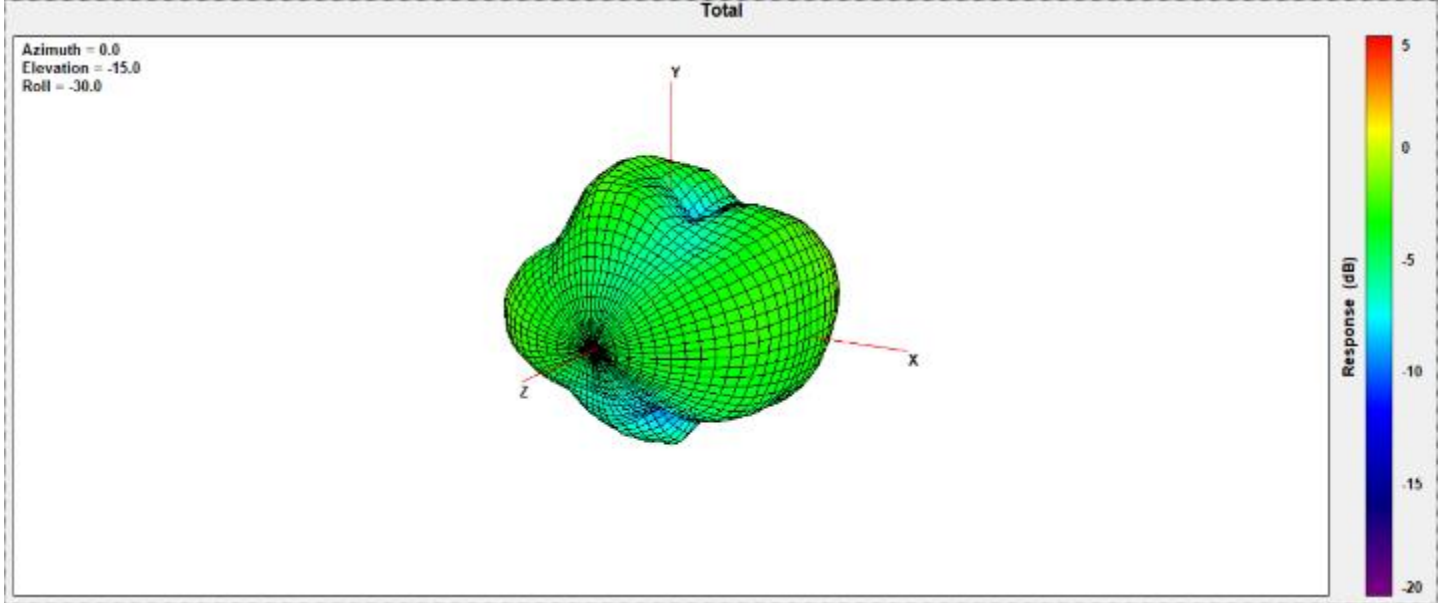 Total
Azimuth = 0.0
Elevation = -15.0
Roll = -30.0
Y
X
Z
5
0
-5
-10
-15
-20
Response (dB)